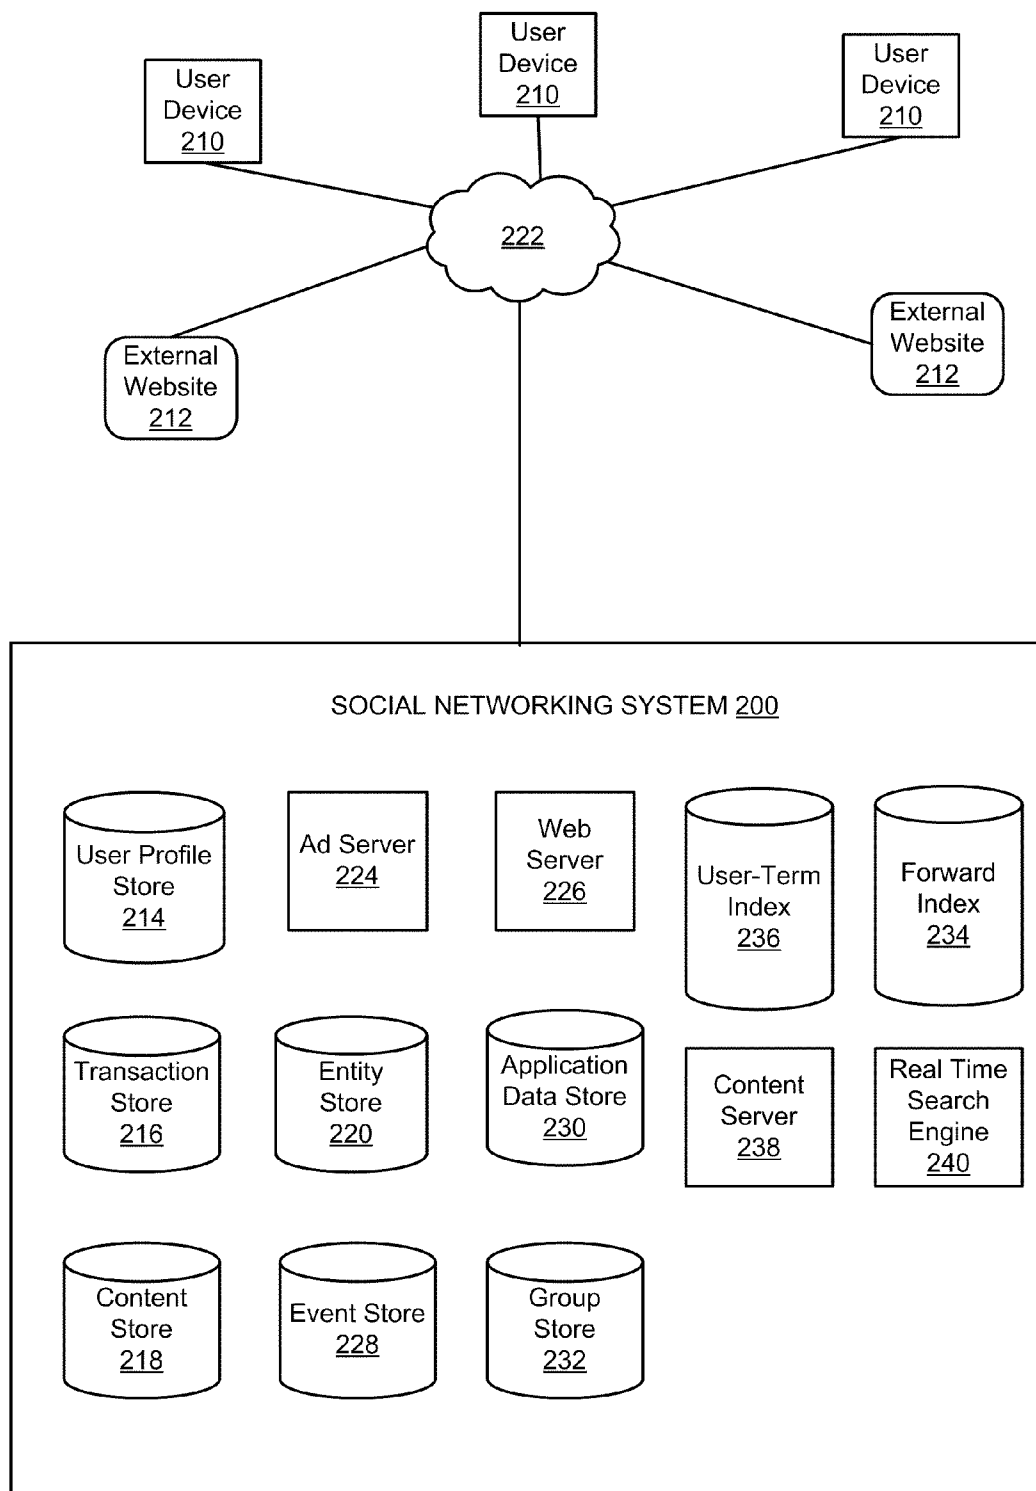 User
Device
210
User
Device
210
User
Device
210
222
External
Website
212
External
Website
212
SOCIAL NETWORKING SYSTEM 200
User Profile
Store
214
Ad Server
224
Web
Server
226
User-Term
Index
236
Forward
Index
234
Transaction
Store
216
Entity
Store
220
Application
Data Store
230
Content
Server
238
Real Time
Search
Engine
240
Content
Store
218
Event Store
228
Group
Store
232